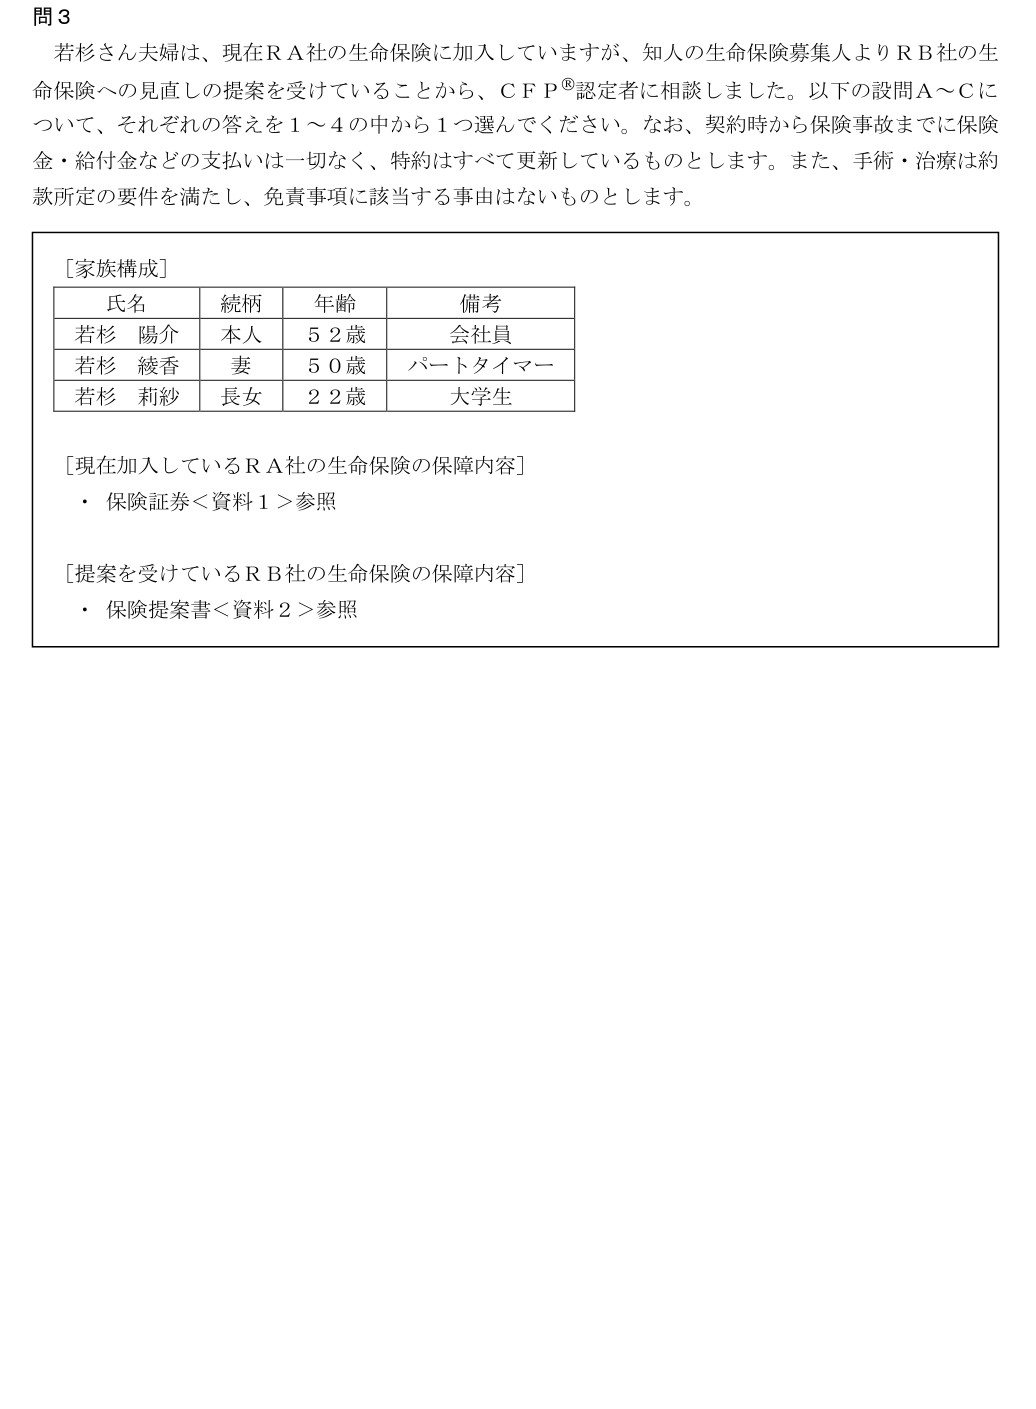 問３
若杉さん夫婦は、現在ＲＡ社の生命保険に加入していますが、知人の生命保険募集人よりＲＢ社の生
命保険への見直しの提案を受けていることから、ＣＦＰ®認定者に相談しました。以下の設問Ａ～Ｃに
ついて、それぞれの答えを１～４の中から１つ選んでください。なお、契約時から保険事故までに保険
金・給付金などの支払いは一切なく、特約はすべて更新しているものとします。また、手術・治療は約
款所定の要件を満たし、免責事項に該当する事由はないものとします。
［家族構成］
氏名 続柄 年齢 備考
若杉　陽介 本人 ５２歳 会社員
若杉　綾香 妻 ５０歳 パートタイマー
若杉　莉紗 長女 ２２歳 大学生
［現在加入しているＲＡ社の生命保険の保障内容］
・ 保険証券＜資料１＞参照
［提案を受けているＲＢ社の生命保険の保障内容］
・ 保険提案書＜資料２＞参照